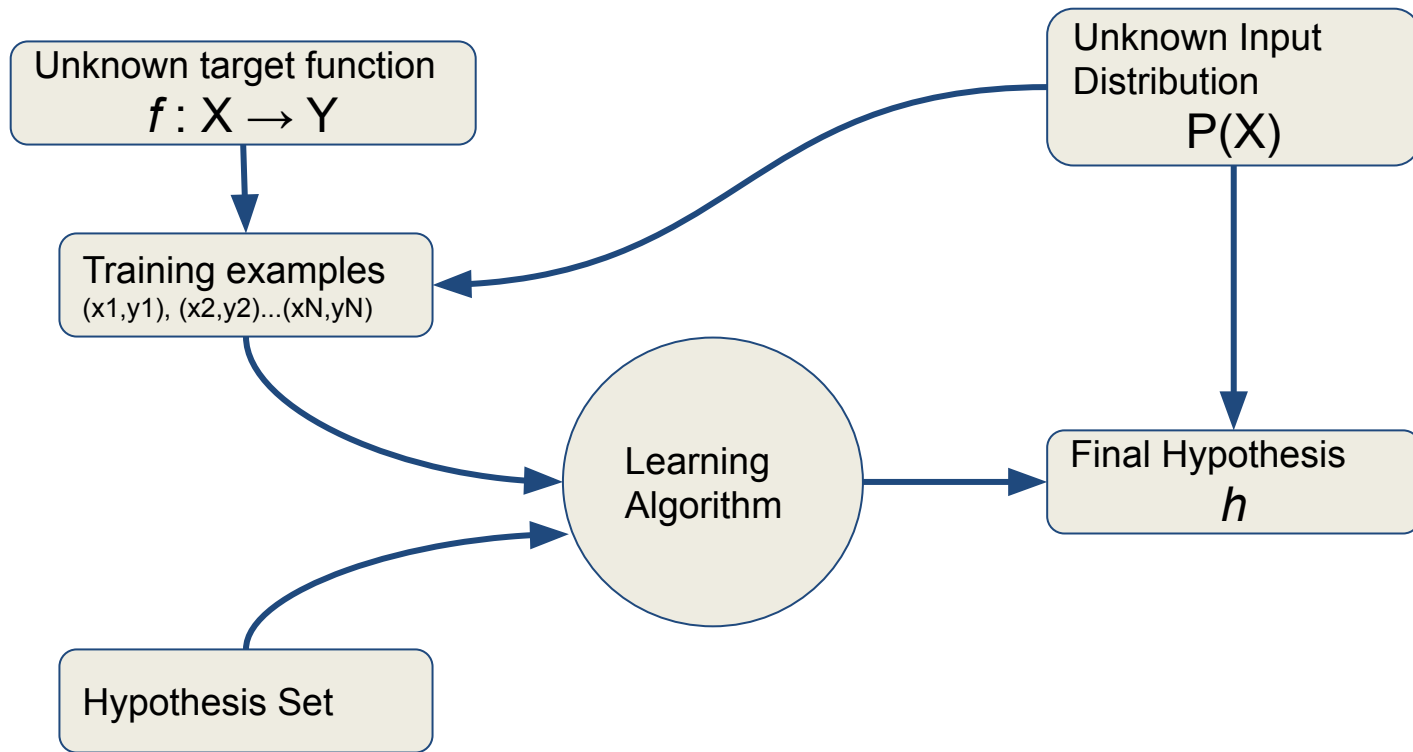 Unknown target function
f : X → Y
Unknown Input
Distribution
P(X)
Training examples
(x1,y1), (x2,y2)...(xN,yN)
Learning
Algorithm
Final Hypothesis
h
Hypothesis Set